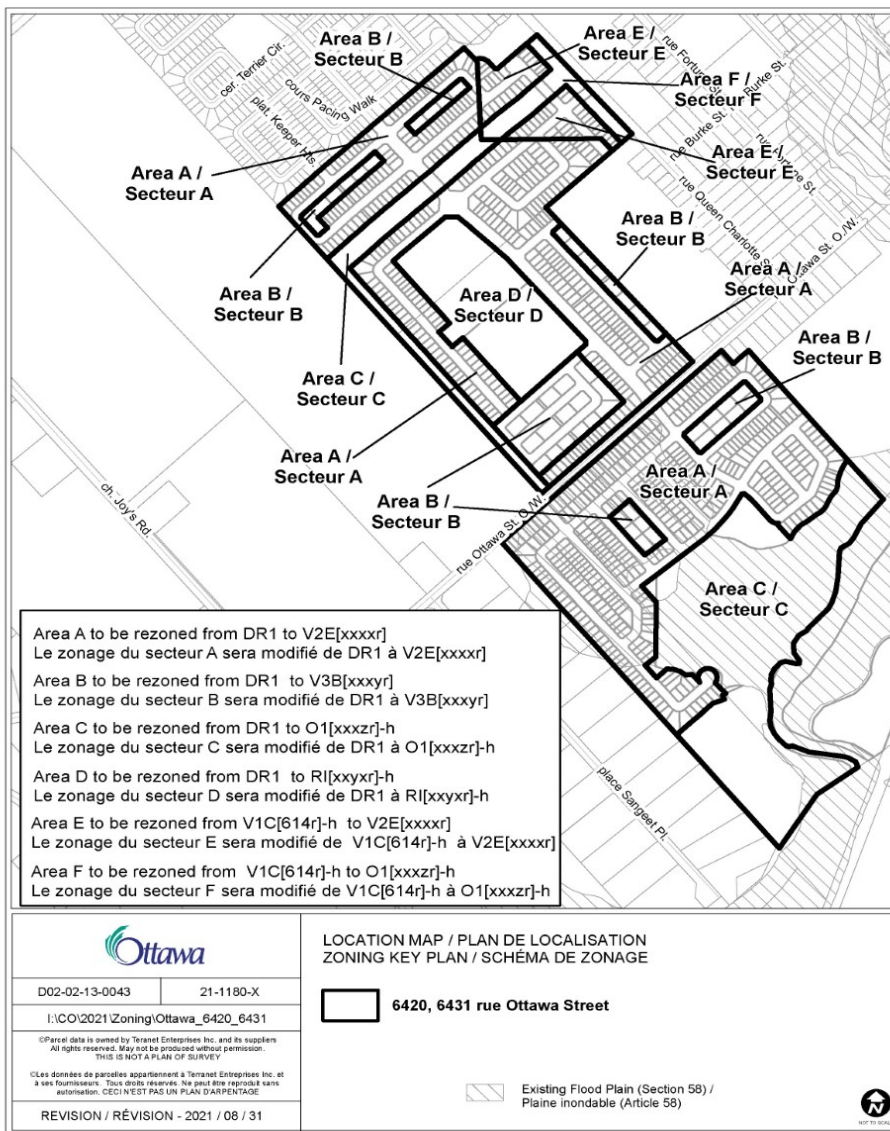 Area B /
Secteur B
Area E /
Secteur E
Area F /
Secteur F
cer. Terrier Cir.
cours Pacing Walk
plat. Keeper Hts.
rue Burke St.
Area E /
Secteur E
Area A /
Secteur A
Area B /
Secteur B
rue Queen Charlotte St.
Area A /
Secteur A
Area B /
Secteur B
Area D /
Secteur D
Area B /
Secteur B
Area C /
Secteur C
Area A /
Secteur A
Area A /
Secteur A
Area B /
Secteur B
ch. Joy's Rd.
rue Ottawa St. O./W.
Area C /
Secteur C
place Sangeet Pl.
Area A to be rezoned from DR1 to V2E[xxxxr]
Le zonage du secteur A sera modifié de DR1 à V2E[xxxxr]
Area B to be rezoned from DR1 to V3B[xxxyr]
Le zonage du secteur B sera modifié de DR1 à V3B[xxxyr]
Area C to be rezoned from DR1 to O1[xxxzr]-h
Le zonage du secteur C sera modifié de DR1 à O1[xxxzr]-h
Area D to be rezoned from DR1 to RI[xxyxr]-h
Le zonage du secteur D sera modifié de DR1 à RI[xxyxr]-h
Area E to be rezoned from V1C[614r]-h to V2E[xxxxr]
Le zonage du secteur E sera modifié de V1C[614r]-h à V2E[xxxxr]
Area F to be rezoned from V1C[614r]-h to O1[xxxzr]-h
Le zonage du secteur F sera modifié de V1C[614r]-h à O1[xxxzr]-h
Ottawa
D02-02-13-0043
21-1180-X
I:\CO\2021\Zoning\Ottawa_6420_6431
©Parcel data is owned by Teranet Enterprises Inc. and its suppliers
All rights reserved. May not be produced without permission.
THIS IS NOT A PLAN OF SURVEY
©Les données de parcelles appartiennent à Terranet Entreprises Inc. et
à ses fournisseurs. Tous droits réservés. Ne peut être reproduit sans
autorisation. CECI N'EST PAS UN PLAN D'ARPENTAGE
REVISION / RÉVISION - 2021 / 08 / 31
LOCATION MAP / PLAN DE LOCALISATION
ZONING KEY PLAN / SCHÉMA DE ZONAGE
6420, 6431 rue Ottawa Street
Existing Flood Plain (Section 58) /
Plaine inondable (Article 58)
N
NOT TO SCALE